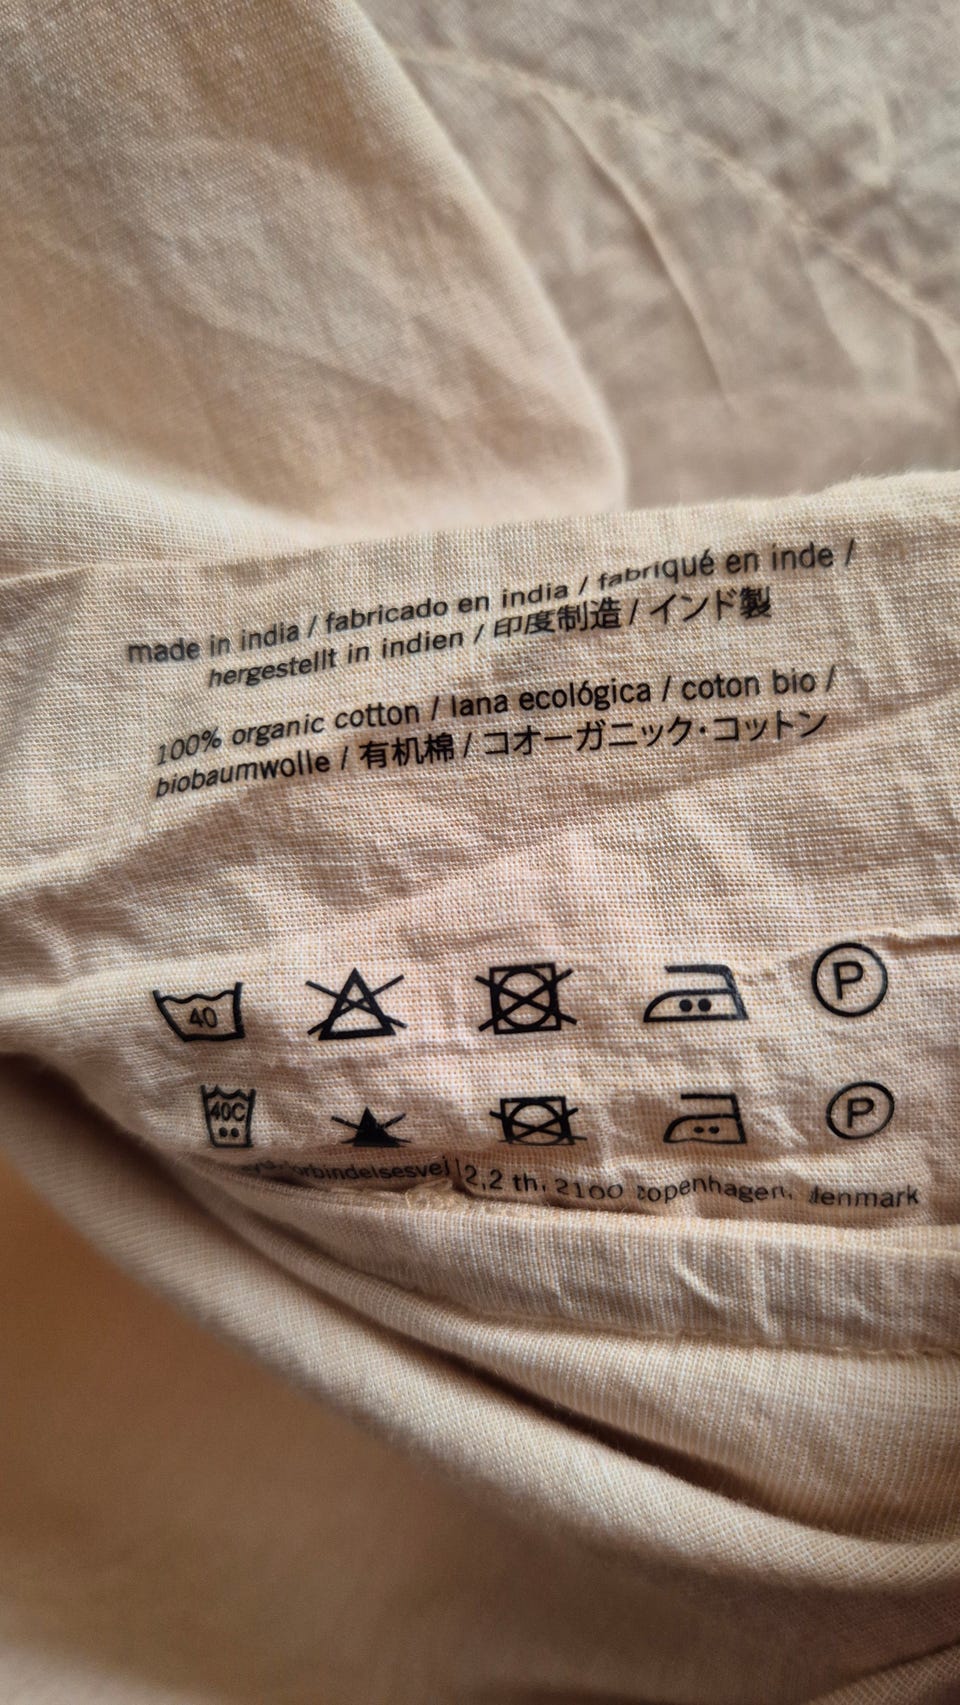 made in india / fabricado en india / fabriqué en inde /
hergestellt in indien / 印度制造 / インド製
100% organic cotton / lana ecológica / coton bio /
biobaumwolle / 有机棉 / コオーガニック・コットン
40
P
40C
P
2,2 th, 2100 copenhagen, denmark